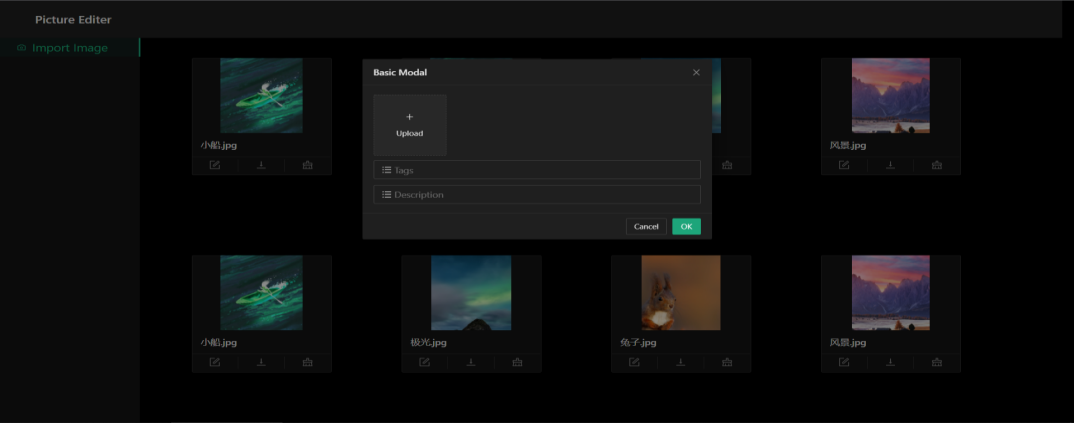 Picture Editer
Import Image
Basic Modal
Upload
Tags
Description
Cancel
OK
小船.jpg
风景.jpg
小船.jpg
极光.jpg
兔子.jpg
风景.jpg